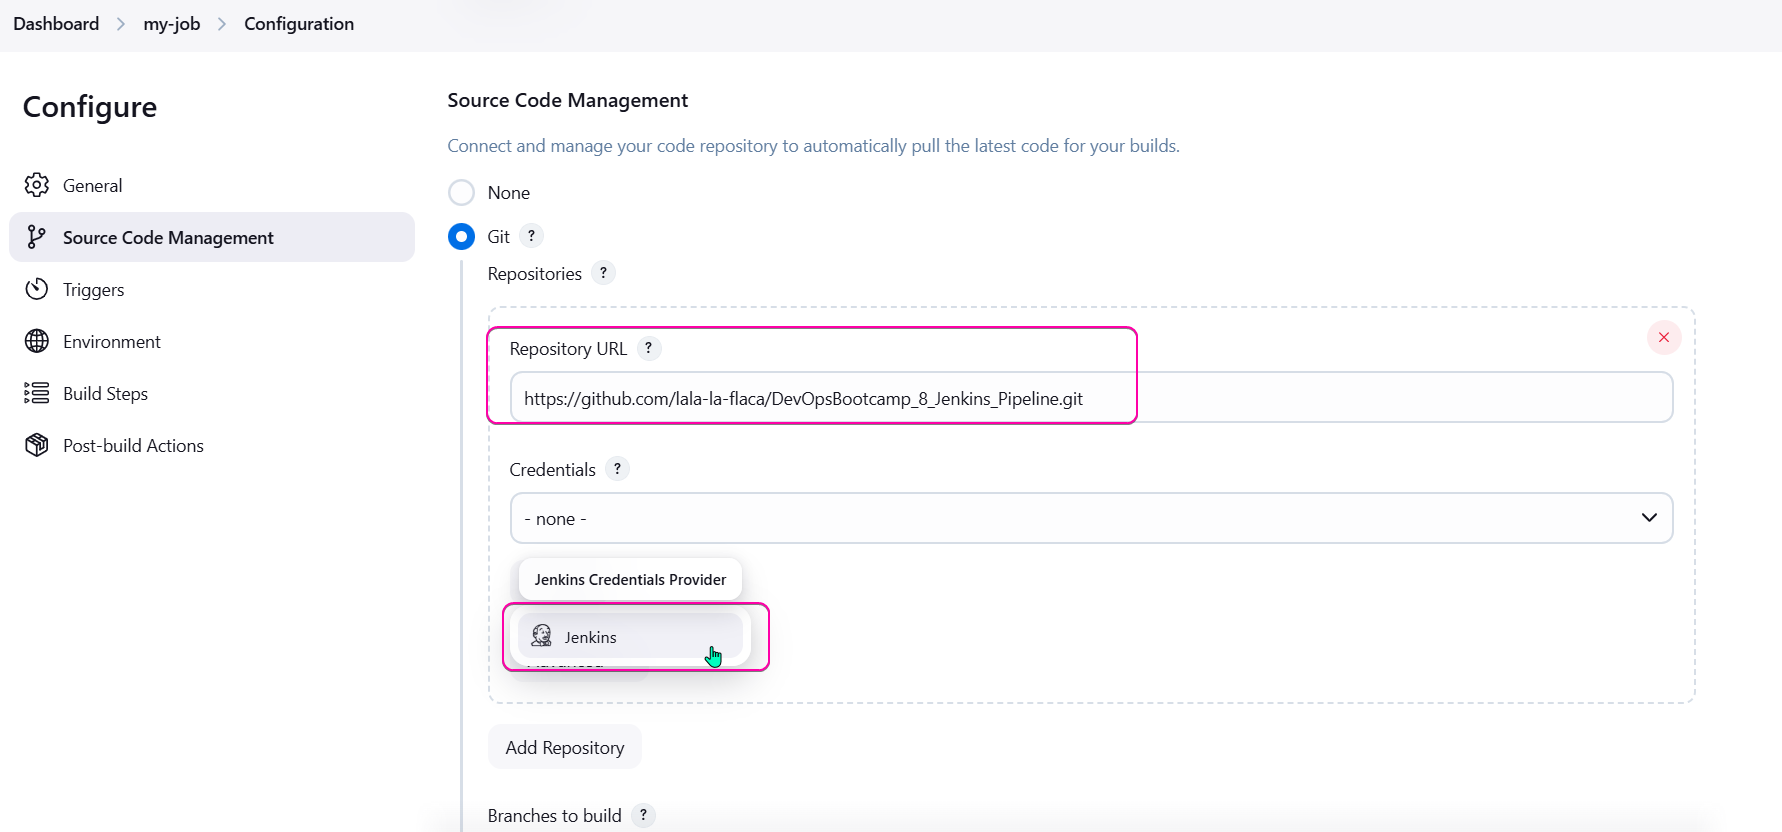 Dashboard > my-job > Configuration
Configure
General
Source Code Management
Triggers
Environment
Build Steps
Post-build Actions
Source Code Management
Connect and manage your code repository to automatically pull the latest code for your builds.
None
Git ?
Repositories ?
Repository URL ?
https://github.com/lala-la-flaca/DevOpsBootcamp_8_Jenkins_Pipeline.git
Credentials ?
- none -
Jenkins Credentials Provider
Jenkins
Add Repository
Branches to build ?